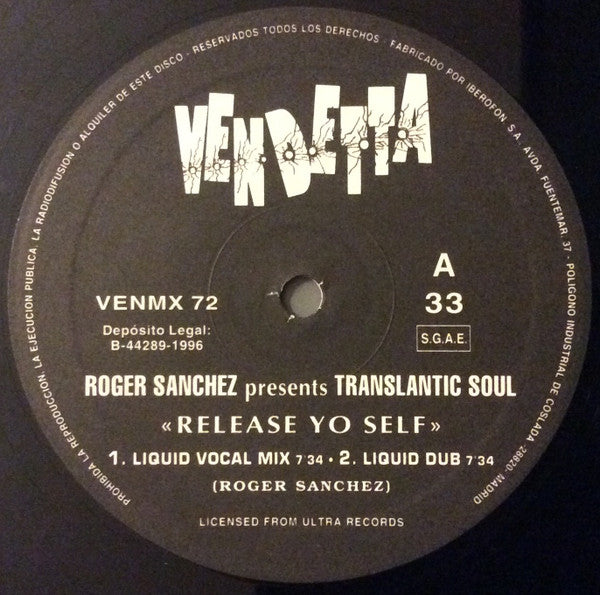 PROHIBIDA LA REPRODUCCION, LA EJECUCION PUBLICA, LA RADIODIFUSION O ALQUILER DE ESTE DISCO - RESERVADOS TODOS LOS DERECHOS - FABRICADO POR IBEROFON, S.A. AVDA. FUENTEMAR, 37 - POLIGONO INDUSTRIAL DE COSLADA -28820- MADRID
VENDETTA
VENMX 72
Depósito Legal:
B-44289-1996
A
33
S.G.A.E.
ROGER SANCHEZ presents TRANSLANTIC SOUL
«RELEASE YO SELF»
1. LIQUID VOCAL MIX 7'34 • 2. LIQUID DUB 7'34
(ROGER SANCHEZ)
LICENSED FROM ULTRA RECORDS